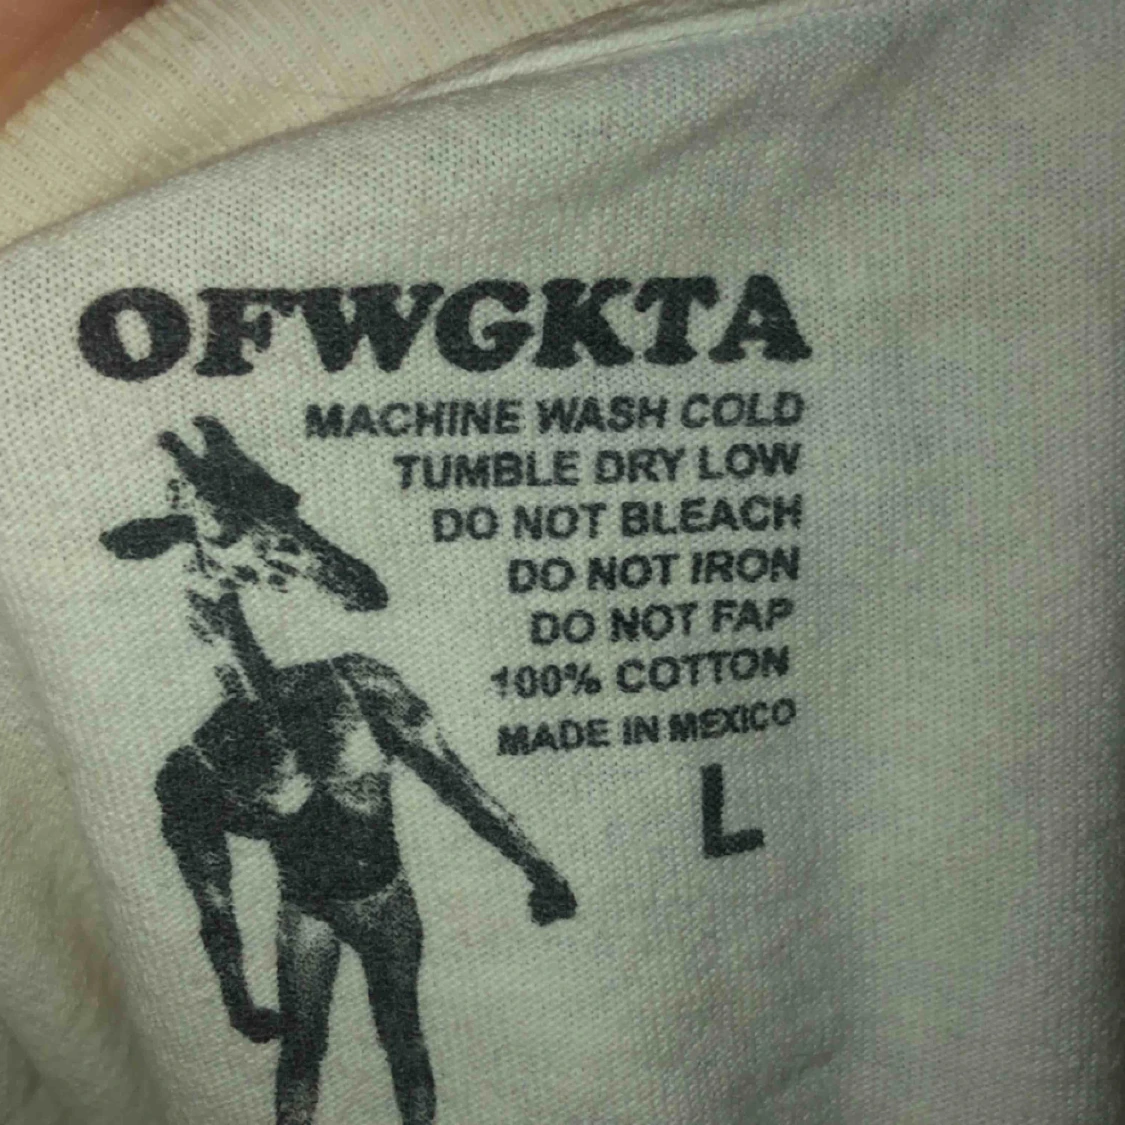 OFWGKTA
MACHINE WASH COLD
TUMBLE DRY LOW
DO NOT BLEACH
DO NOT IRON
DO NOT FAP
100% COTTON
MADE IN MEXICO
L